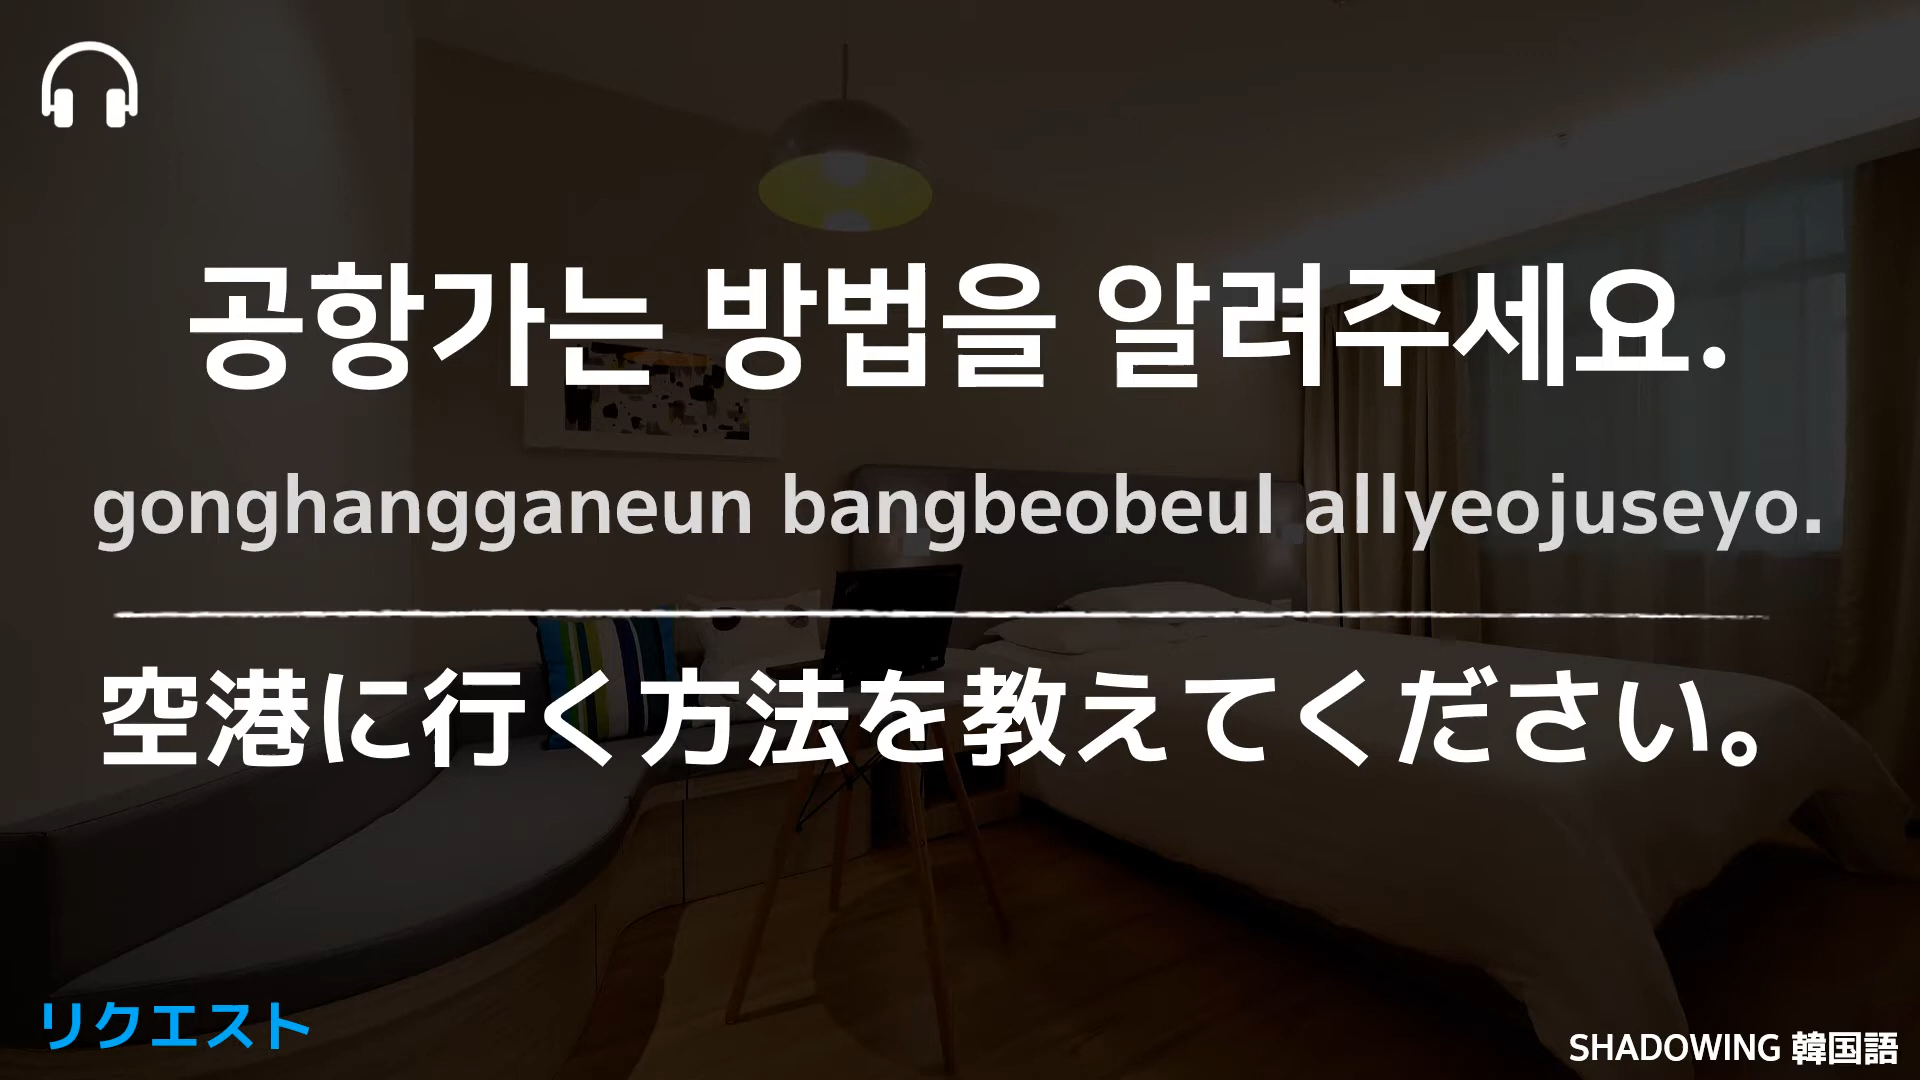 공항가는 방법을 알려주세요.
gonghangganeun bangbeobeul allyeojuseyo.
空港に行く方法を教えてください。
リクエスト
SHADOWING 韓国語